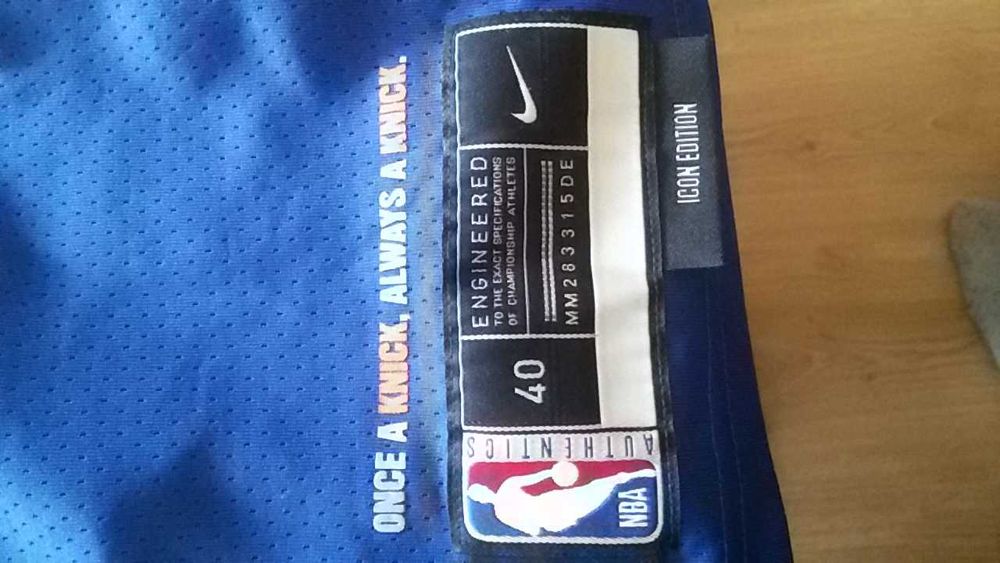 ONCE A KNICK. ALWAYS A KNICK.
ENGINEERED
TO THE EXACT SPECIFICATIONS
OF CHAMPIONSHIP ATHLETES
MM283315DE
40
AUTHENTICS
NBA
ICON EDITION